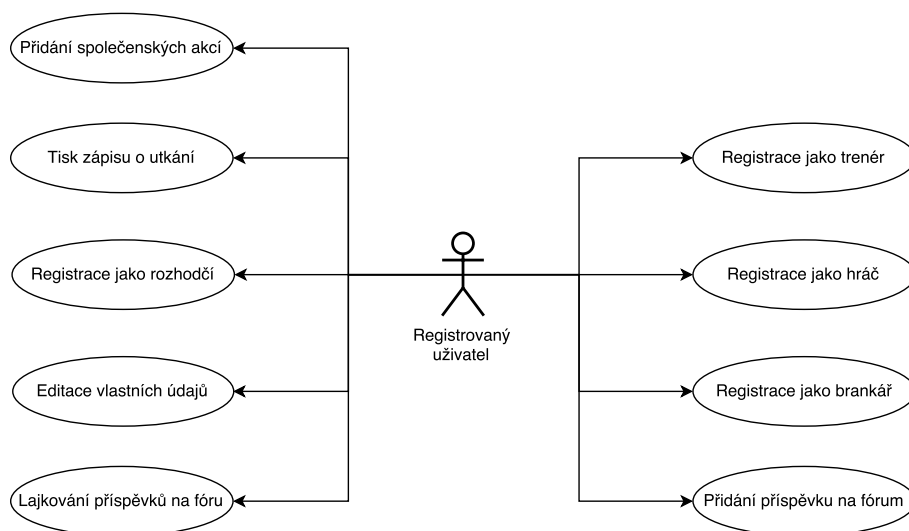 Přidání společenských akcí
Tisk zápisu o utkání
Registrace jako trenér
Registrace jako rozhodčí
Registrace jako hráč
Registrovaný
uživatel
Editace vlastních údajů
Registrace jako brankář
Lajkování příspěvků na fóru
Přidání příspěvku na fórum